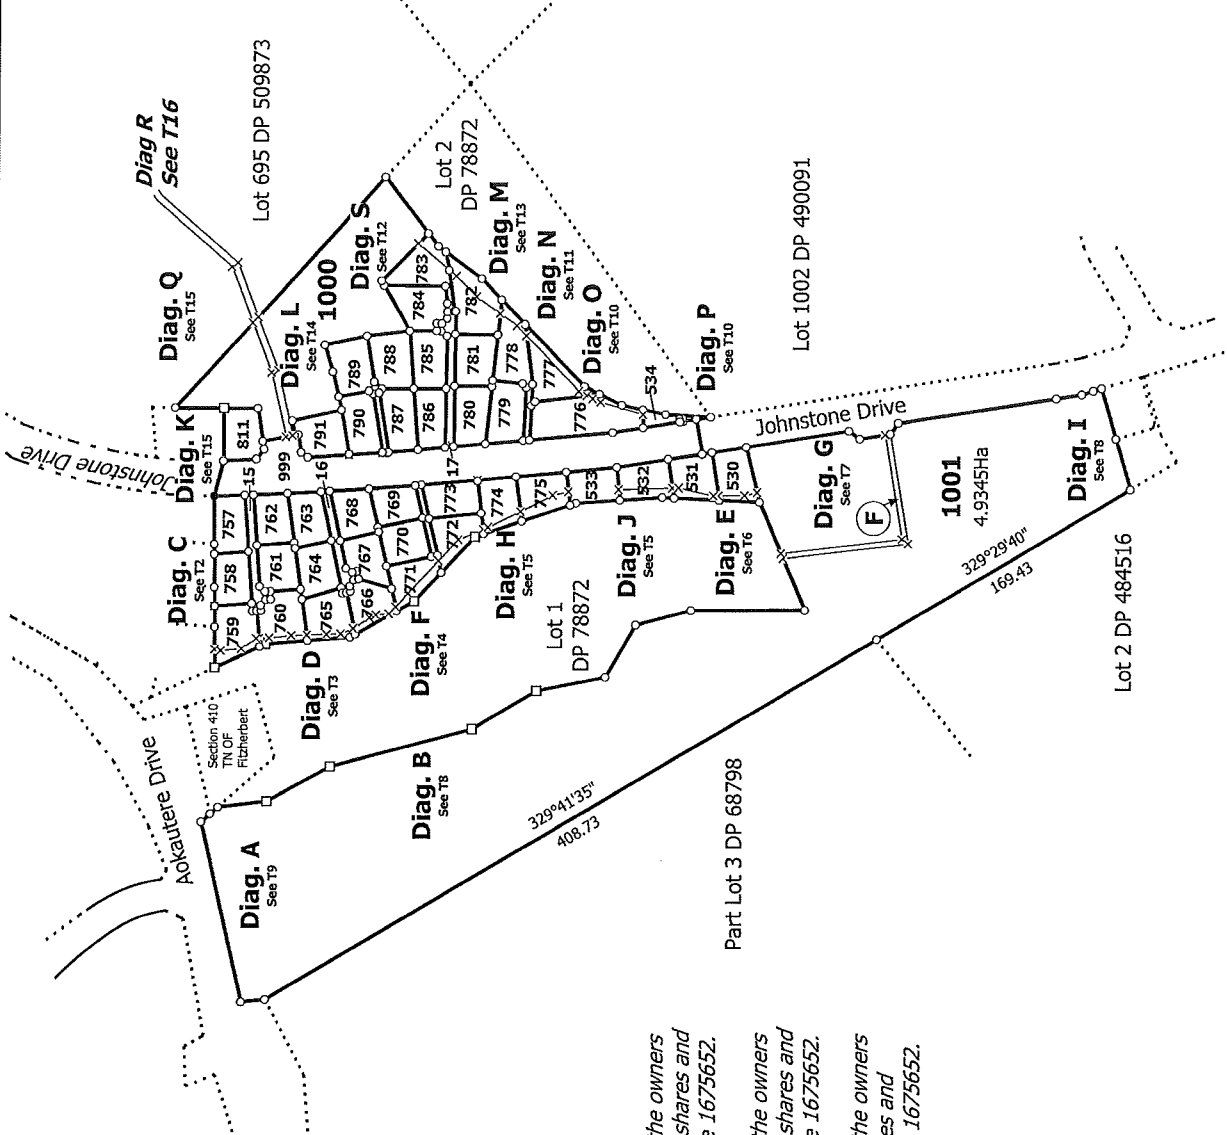 Diag R
See T16
Lot 695 DP 509873
Lot 2
DP 78872
Diag. Q
See T15
Diag. S
See T12
1000
Diag. M
See T13
Diag. L
See T14
Diag. N
See T11
Diag. O
See T10
Diag. P
See T10
Lot 1002 DP 490091
Johnstone Drive
Diag. K
See T15
811
15
999
16
17
791
790
789
788
787
786
785
784
783
782
781
780
779
778
777
776
534
Johnstone Drive
Diag. C
See T2
757
758
759
762
761
760
763
764
765
768
767
766
769
770
771
773
772
774
775
533
532
531
530
Diag. D
See T3
Diag. F
See T4
Diag. H
See T5
Diag. J
See T5
Diag. E
See T6
Diag. G
See T7
F
1001
4.9345Ha
Diag. I
See T8
Lot 1
DP 78872
Section 410
TN OF
Fitzherbert
Aokautere Drive
Diag. B
See T8
Diag. A
See T9
329°41'35"
408.73
329°29'40"
169.43
Lot 2 DP 484516
Part Lot 3 DP 68798
the owners
shares and
1675652.
the owners
shares and
1675652.
the owners
and
1675652.